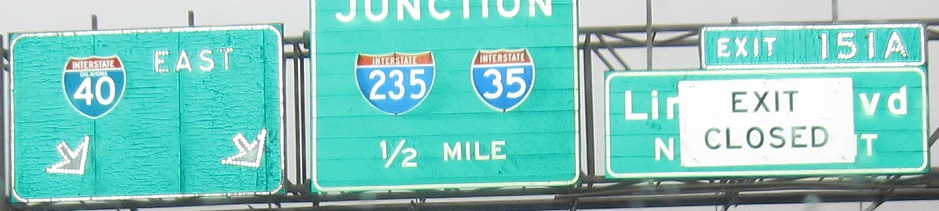 INTERSTATE
OKLAHOMA
40
EAST
JUNCTION
INTERSTATE
235
INTERSTATE
35
1/2 MILE
EXIT 151A
EXIT
CLOSED